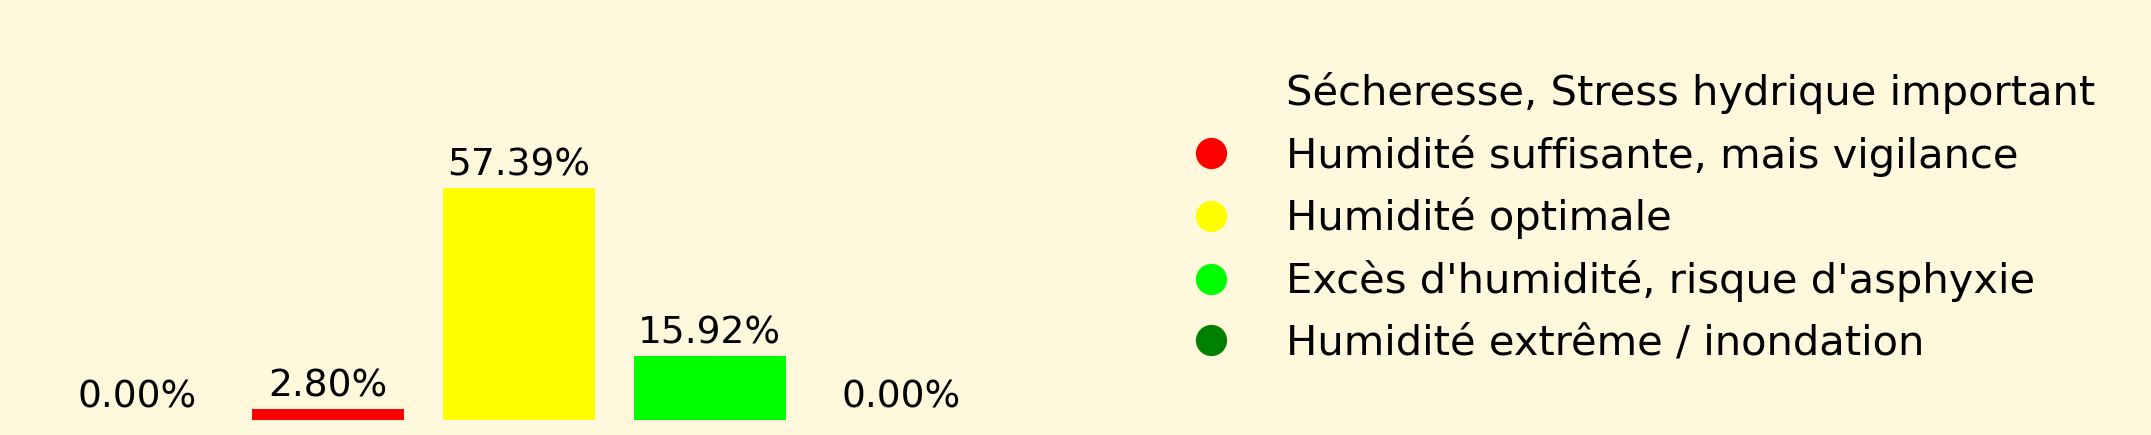 0.00%
2.80%
57.39%
15.92%
0.00%
Sécheresse, Stress hydrique important
Humidité suffisante, mais vigilance
Humidité optimale
Excès d'humidité, risque d'asphyxie
Humidité extrême / inondation